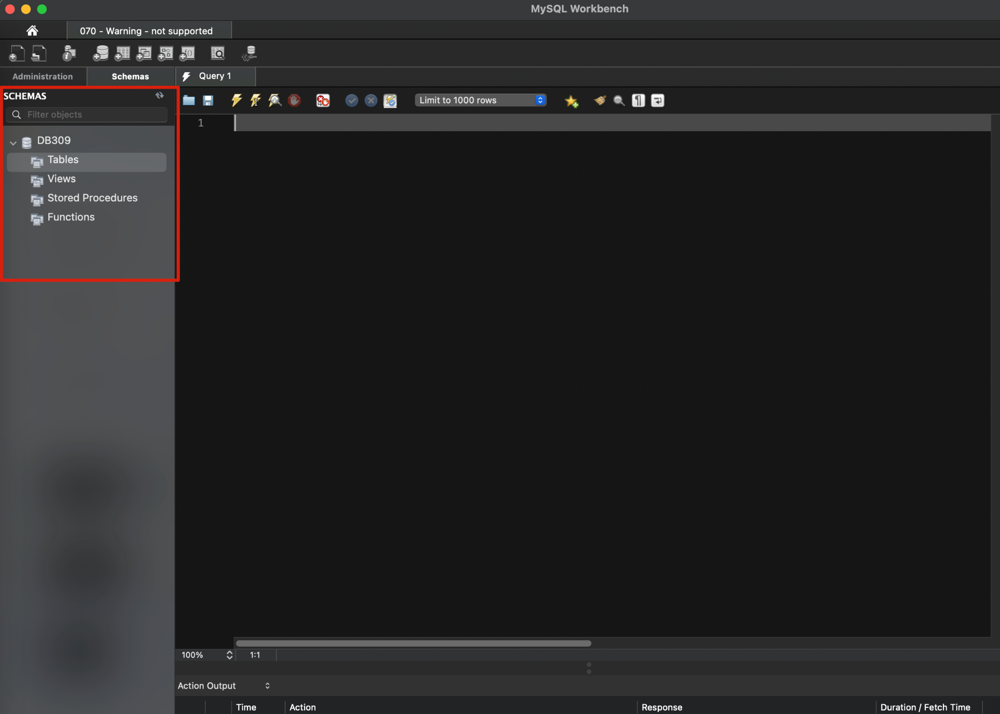 MySQL Workbench
070 - Warning - not supported
Administration
Schemas
Query 1
SCHEMAS
Limit to 1000 rows
Filter objects
1
DB309
Tables
Views
Stored Procedures
Functions
100%
1:1
Action Output
Time
Action
Response
Duration / Fetch Time